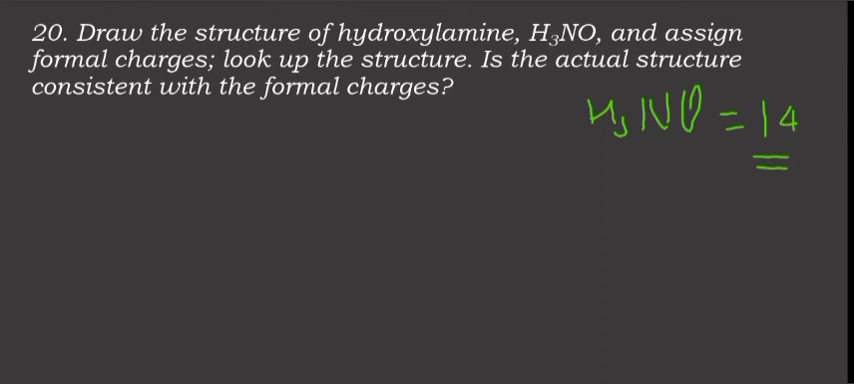 20. Draw the structure of hydroxylamine, H₃NO, and assign
formal charges; look up the structure. Is the actual structure
consistent with the formal charges?
H₃NO = 14